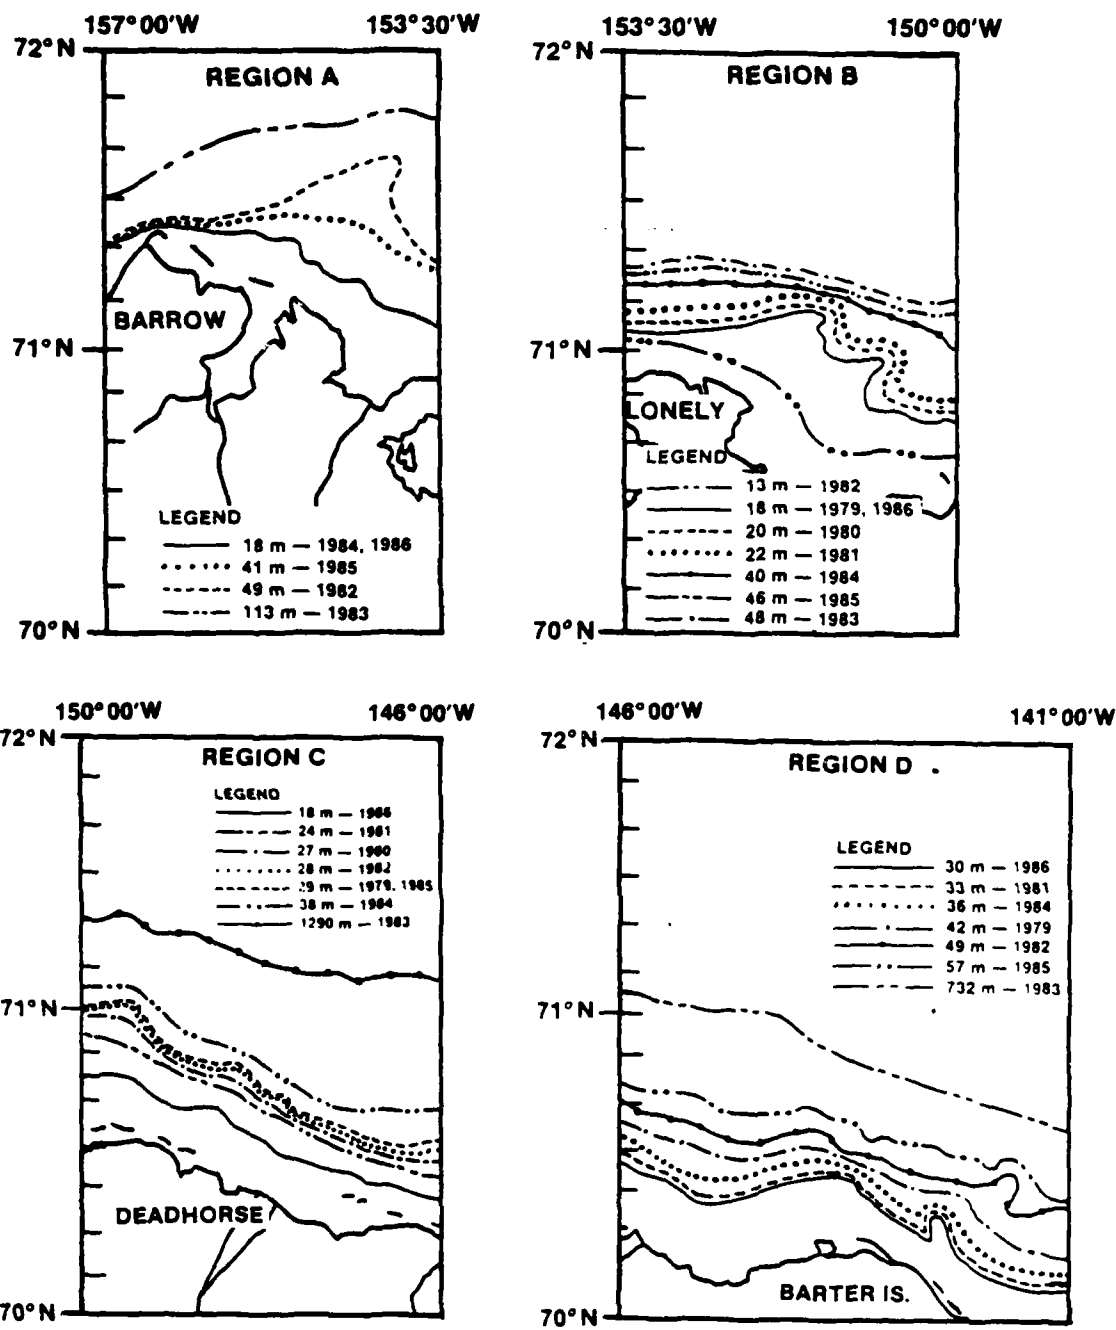 157°00'W 153°30'W
72°N
REGION A
BARROW
71°N
LEGEND
18 m — 1984, 1986
41 m — 1985
49 m — 1982
113 m — 1983
70°N
153°30'W 150°00'W
72°N
REGION B
71°N
LONELY
LEGEND
13 m — 1982
18 m — 1979, 1986
20 m — 1980
22 m — 1981
40 m — 1984
46 m — 1985
48 m — 1983
70°N
150°00'W 146°00'W
72°N
REGION C
LEGEND
18 m — 1986
24 m — 1981
27 m — 1980
28 m — 1982
29 m — 1979, 1985
38 m — 1984
1290 m — 1983
71°N
DEADHORSE
70°N
146°00'W 141°00'W
72°N
REGION D
LEGEND
30 m — 1986
33 m — 1981
36 m — 1984
42 m — 1979
49 m — 1982
57 m — 1985
732 m — 1983
71°N
BARTER IS.
70°N